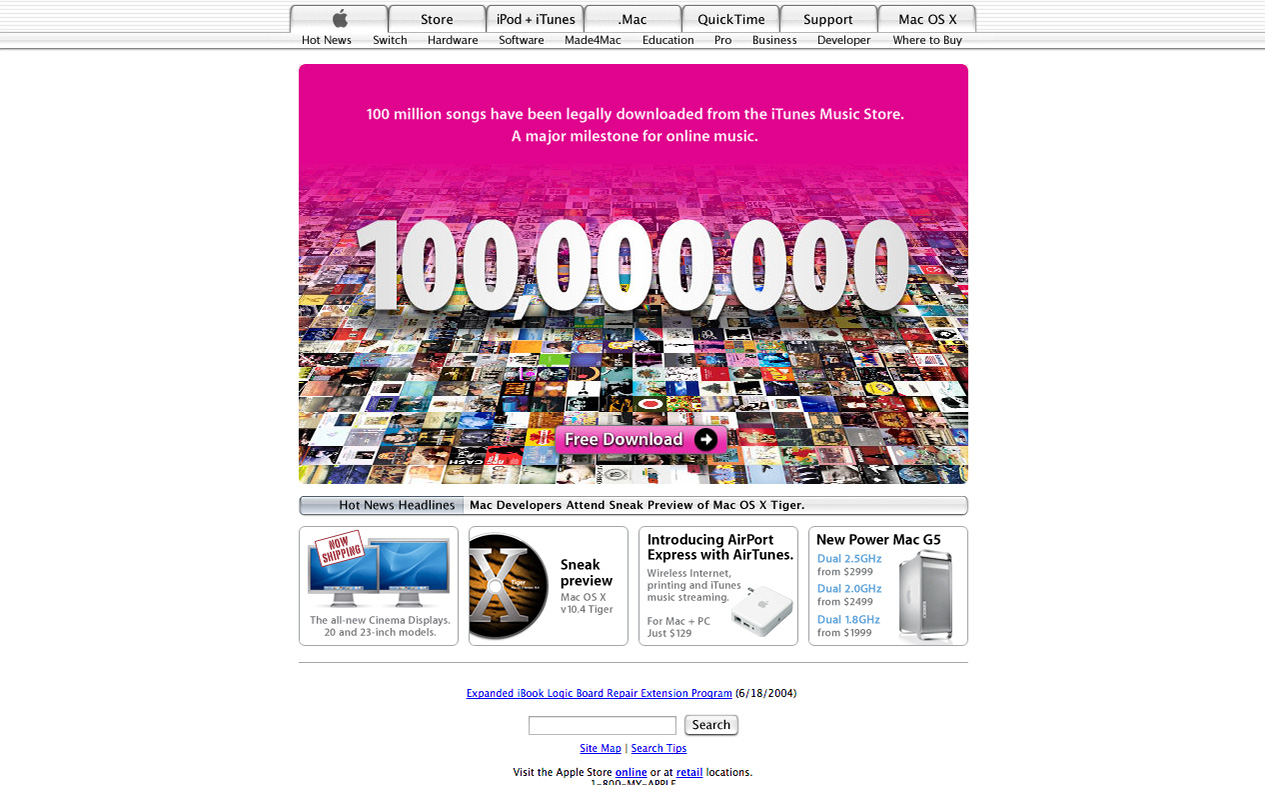 Store
iPod + iTunes
.Mac
QuickTime
Support
Mac OS X
Hot News
Switch
Hardware
Software
Made4Mac
Education
Pro
Business
Developer
Where to Buy
100 million songs have been legally downloaded from the iTunes Music Store.
A major milestone for online music.
100,000,000
Free Download
Hot News Headlines
Mac Developers Attend Sneak Preview of Mac OS X Tiger.
NOW
SHIPPING
The all-new Cinema Displays.
20 and 23-inch models.
X
Tiger
Sneak
preview
Mac OS X
v10.4 Tiger
Introducing AirPort
Express with AirTunes.
Wireless Internet,
printing and iTunes
music streaming.
For Mac + PC
Just $129
New Power Mac G5
Dual 2.5GHz
from $2999
Dual 2.0GHz
from $2499
Dual 1.8GHz
from $1999
Expanded iBook Logic Board Repair Extension Program (6/18/2004)
Search
Site Map | Search Tips
Visit the Apple Store online or at retail locations.
1-800-MY-APPLE